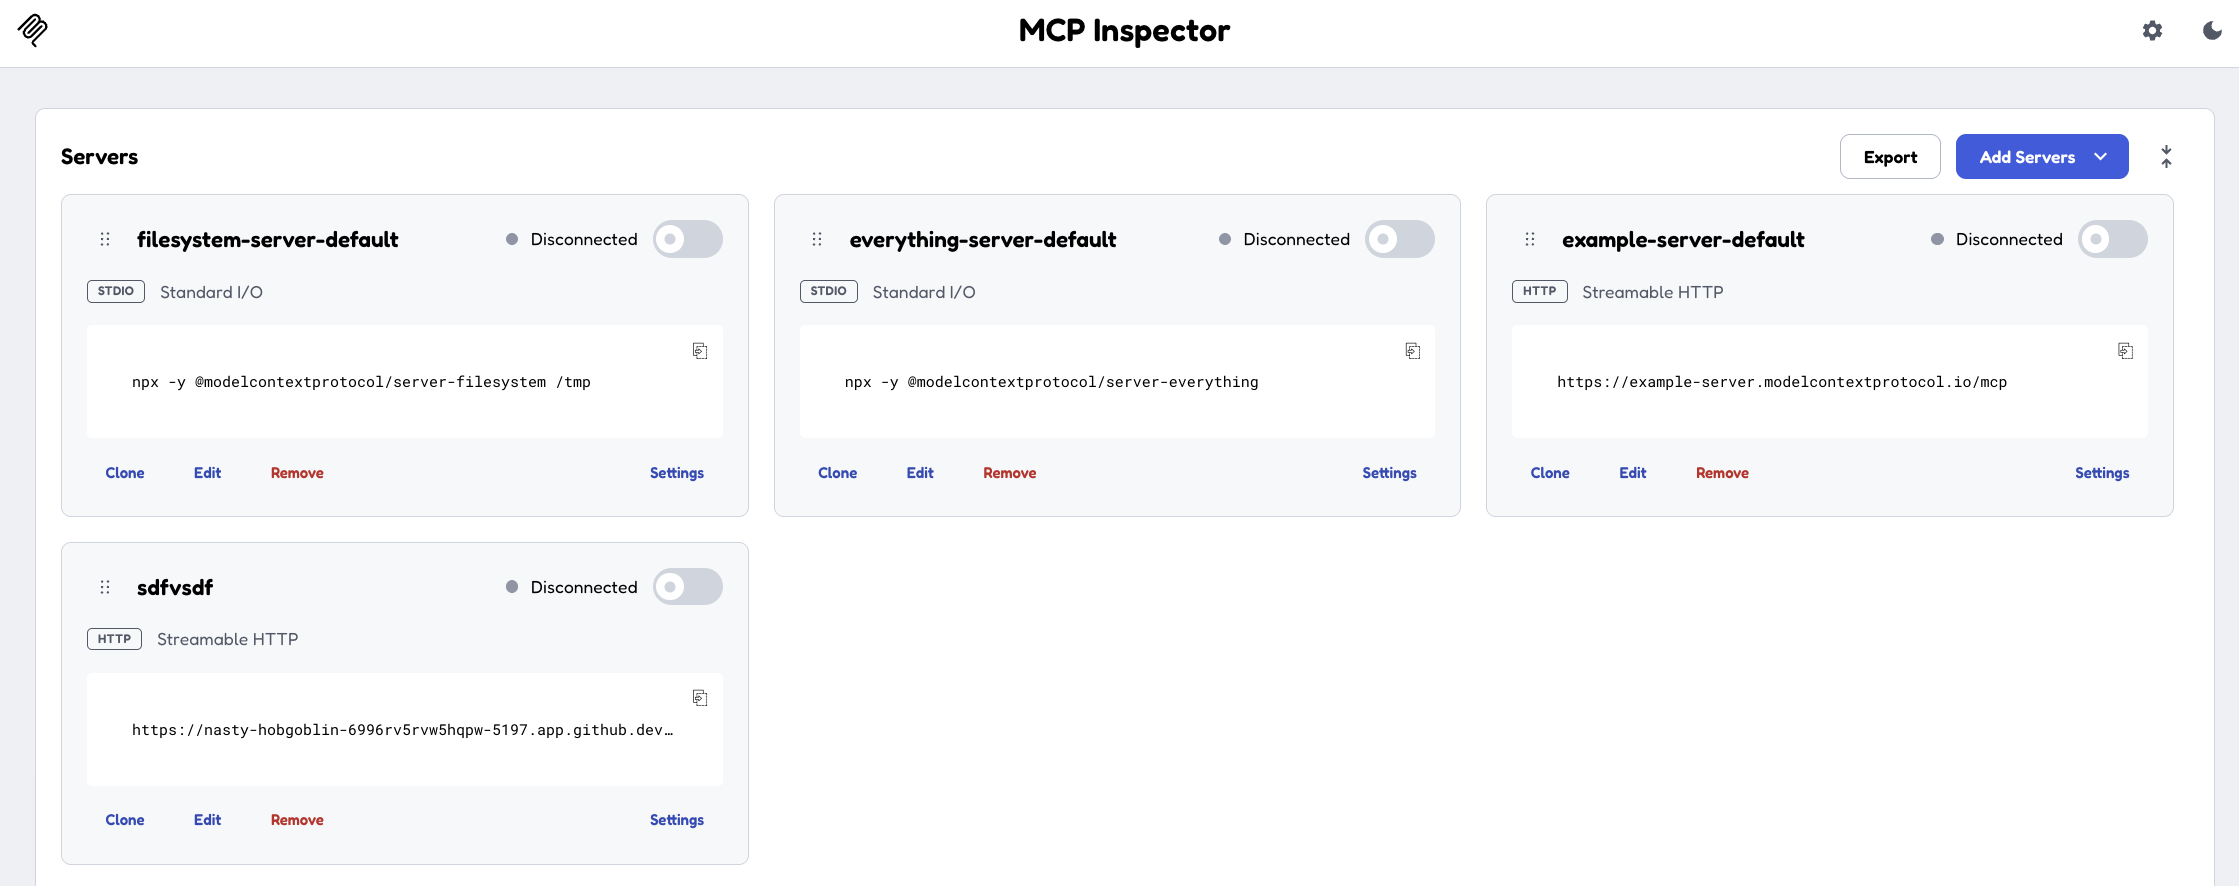 MCP Inspector
Servers
Export
Add Servers
filesystem-server-default
Disconnected
STDIO Standard I/O
npx -y @modelcontextprotocol/server-filesystem /tmp
Clone Edit Remove Settings
everything-server-default
Disconnected
STDIO Standard I/O
npx -y @modelcontextprotocol/server-everything
Clone Edit Remove Settings
example-server-default
Disconnected
HTTP Streamable HTTP
https://example-server.modelcontextprotocol.io/mcp
Clone Edit Remove Settings
sdfvsdf
Disconnected
HTTP Streamable HTTP
https://nasty-hobgoblin-6996rv5rvw5hqpw-5197.app.github.dev…
Clone Edit Remove Settings